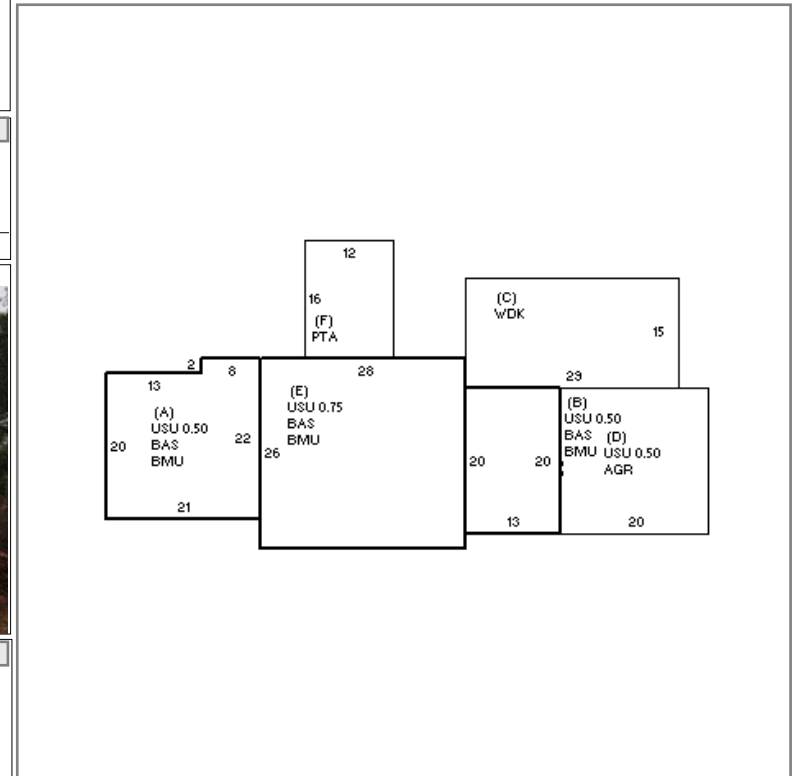 12
16
(F)
PTA
(C)
WDK
15
29
2
8
13
(A)
USU 0.50
BAS
BMU
20
22
21
28
(E)
USU 0.75
BAS
BMU
26
20
20
13
(B)
USU 0.50
BAS
BMU
(D)
USU 0.50
AGR
20